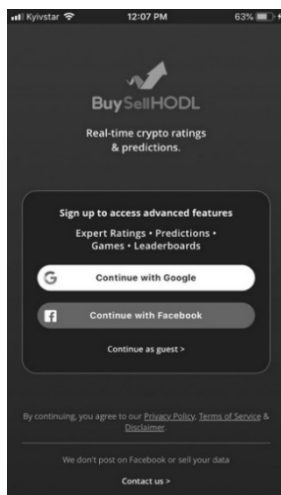 Kyivstar 12:07 PM 63%
BuySellHODL
Real-time crypto ratings
& predictions.
Sign up to access advanced features
Expert Ratings • Predictions •
Games • Leaderboards
G Continue with Google
f Continue with Facebook
Continue as guest >
By continuing, you agree to our Privacy Policy, Terms of Service &
Disclaimer.
We don't post on Facebook or sell your data
Contact us >